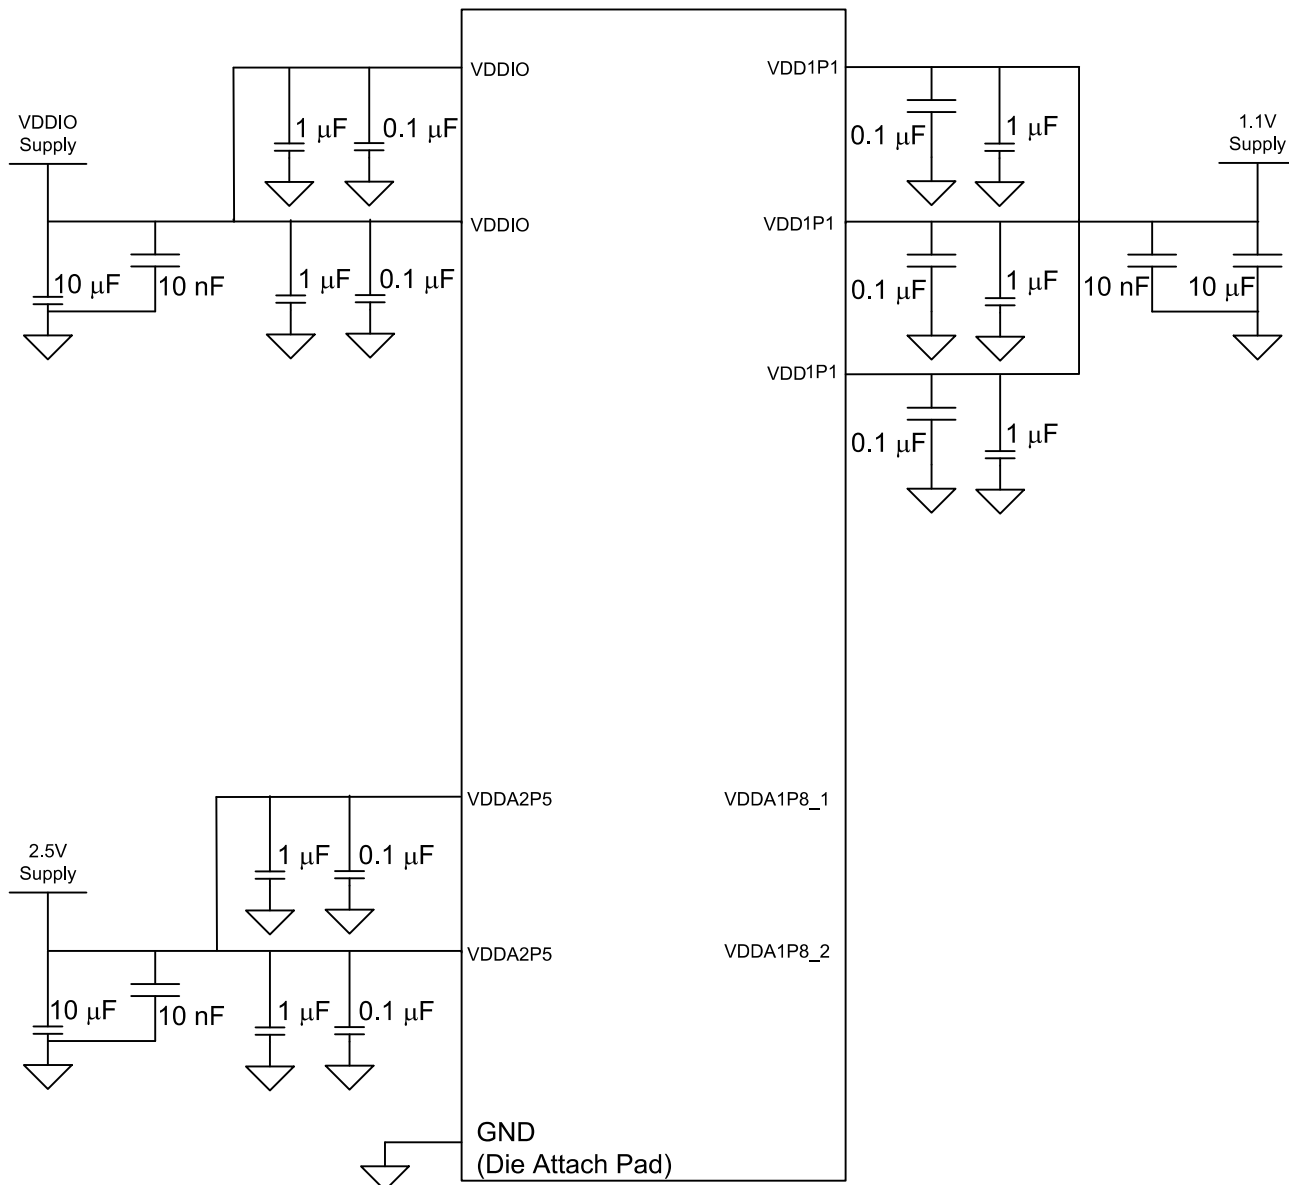 VDDIO
VDD1P1
1 μF
0.1 μF
0.1 μF
1 μF
VDDIO
Supply
1.1V
Supply
VDDIO
VDD1P1
10 μF
10 nF
1 μF
0.1 μF
0.1 μF
1 μF
10 nF
10 μF
VDD1P1
0.1 μF
1 μF
VDDA2P5
VDDA1P8_1
2.5V
Supply
1 μF
0.1 μF
VDDA2P5
VDDA1P8_2
10 μF
10 nF
1 μF
0.1 μF
GND
(Die Attach Pad)